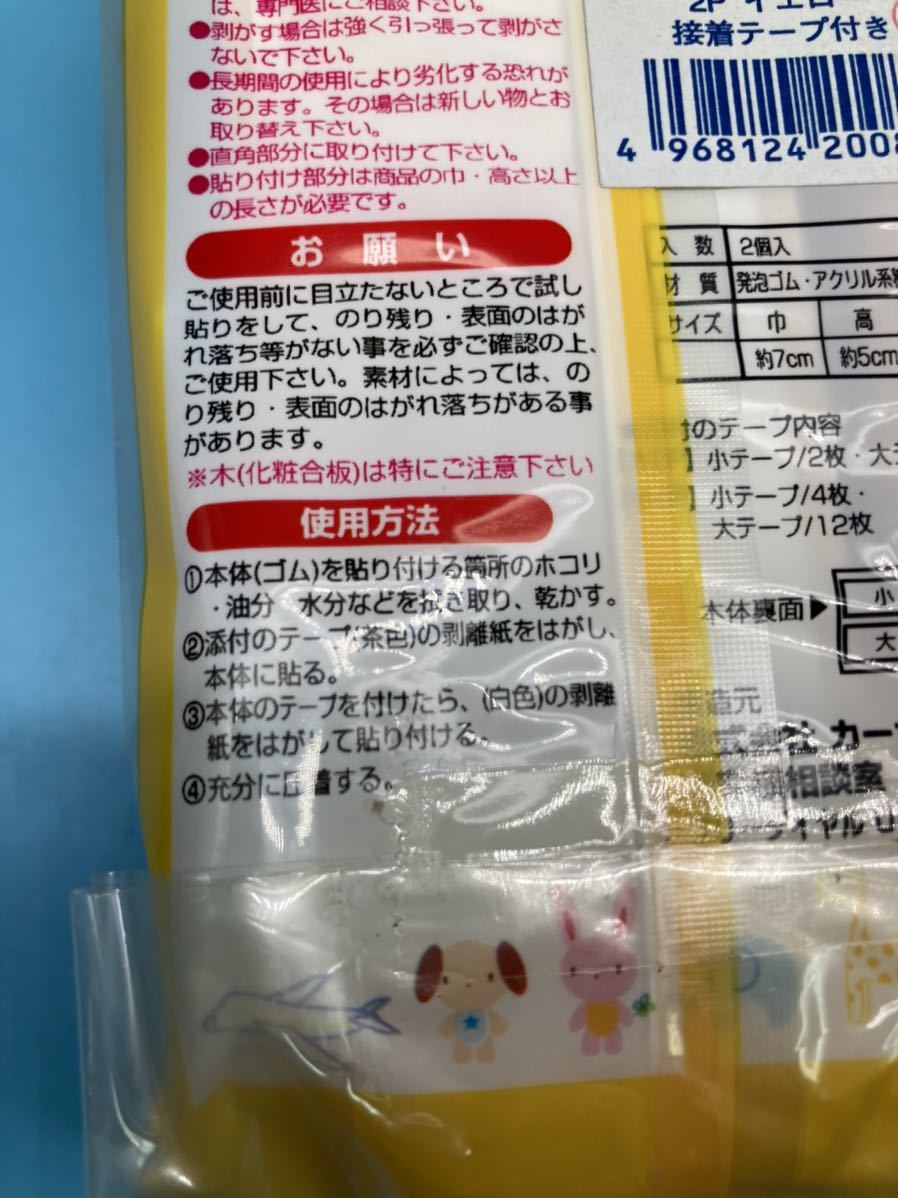 は、専門医にご相談下さい。
●剥がす場合は強く引っ張って剥がさ
ないで下さい。
●長期間の使用により劣化する恐れが
あります。その場合は新しい物とお
取り替え下さい。
●直角部分に取り付けて下さい。
●貼り付け部分は商品の巾・高さ以上
の長さが必要です。
お願い
ご使用前に目立たないところで試し
貼りをして、のり残り・表面のはが
れ落ち等がない事を必ずご確認の上、
ご使用下さい。素材によっては、の
り残り・表面のはがれ落ちがある事
があります。
※木(化粧合板)は特にご注意下さい
使用方法
①本体(ゴム)を貼り付ける箇所のホコリ
・油分 水分などを拭き取り、乾かす。
②添付のテープ(茶色)の剥離紙をはがし、
本体に貼る。
③本体のテープを付けたら、(白色)の剥離
紙をはがして貼り付ける。
④充分に圧着する。
2P イエロー
接着テープ付き
4 968124 2008
入数 2個入
材質 発泡ゴム・アクリル系
サイズ 巾 高
約7cm 約5cm
付のテープ内容
】小テープ/2枚・大テ
】小テープ/4枚・
大テープ/12枚
本体裏面▶
小
大
造元
式会社 カー
相談室
ダイヤル